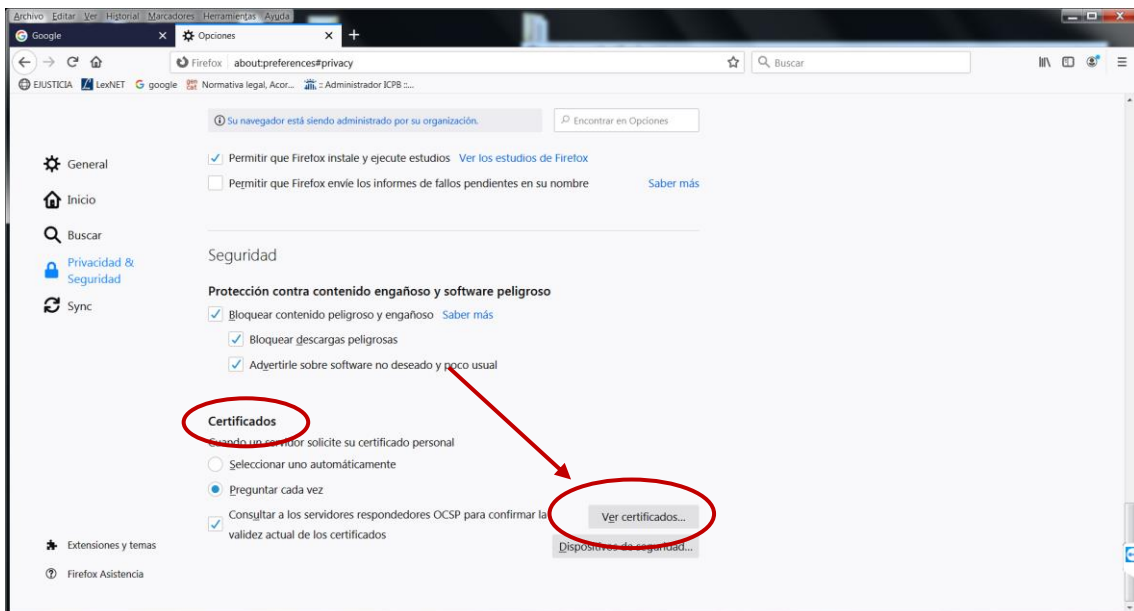 Archivo Editar Ver Historial Marcadores Herramientas Ayuda
Google Opciones
Firefox about:preferences#privacy Buscar
EJUSTICIA LexNET google Normativa legal, Acor... :: Administrador ICPB ::...
Su navegador está siendo administrado por su organización. Encontrar en Opciones
General
Permitir que Firefox instale y ejecute estudios Ver los estudios de Firefox
Permitir que Firefox envíe los informes de fallos pendientes en su nombre Saber más
Inicio
Buscar
Privacidad &
Seguridad
Sync
Seguridad
Protección contra contenido engañoso y software peligroso
Bloquear contenido peligroso y engañoso Saber más
Bloquear descargas peligrosas
Advertirle sobre software no deseado y poco usual
Certificados
Cuando un servidor solicite su certificado personal
Seleccionar uno automáticamente
Preguntar cada vez
Consultar a los servidores respondedores OCSP para confirmar la
validez actual de los certificados
Ver certificados...
Dispositivos de seguridad...
Extensiones y temas
Firefox Asistencia